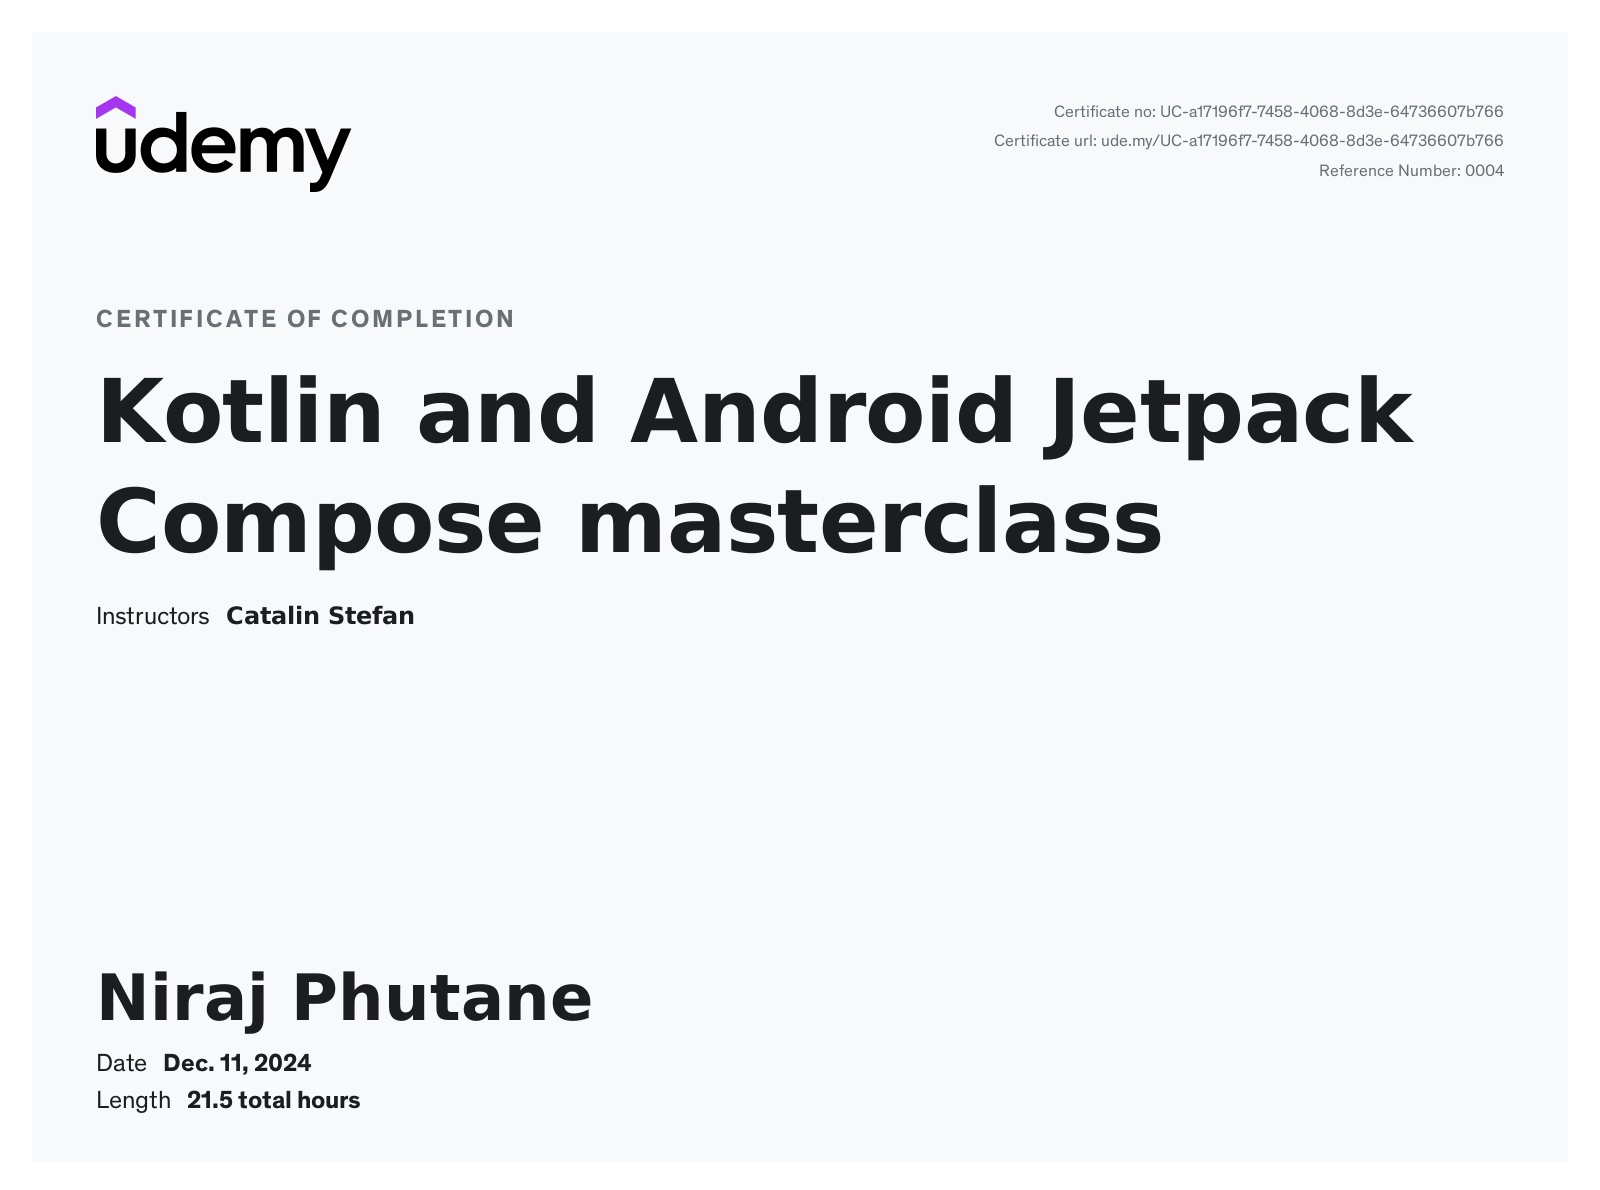 udemy
Certificate no: UC-a17196f7-7458-4068-8d3e-64736607b766
Certificate url: ude.my/UC-a17196f7-7458-4068-8d3e-64736607b766
Reference Number: 0004
CERTIFICATE OF COMPLETION
Kotlin and Android Jetpack
Compose masterclass
Instructors Catalin Stefan
Niraj Phutane
Date Dec. 11, 2024
Length 21.5 total hours